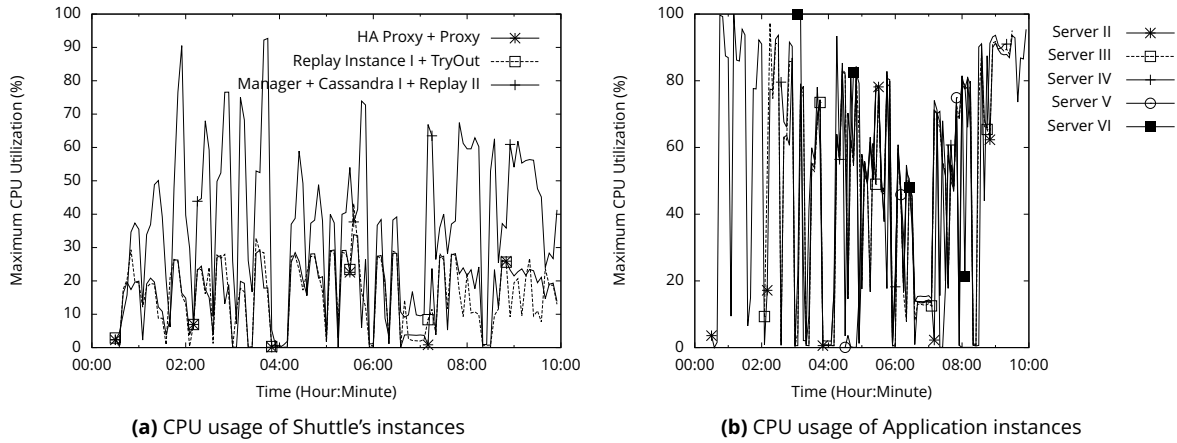 100
90
80
70
60
50
40
30
20
10
0
Maximum CPU Utilization (%)
HA Proxy + Proxy
Replay Instance I + TryOut
Manager + Cassandra I + Replay II
00:00 02:00 04:00 06:00 08:00 10:00
Time (Hour:Minute)
(a) CPU usage of Shuttle's instances
100
80
60
40
20
0
Maximum CPU Utilization (%)
Server II
Server III
Server IV
Server V
Server VI
00:00 02:00 04:00 06:00 08:00 10:00
Time (Hour:Minute)
(b) CPU usage of Application instances